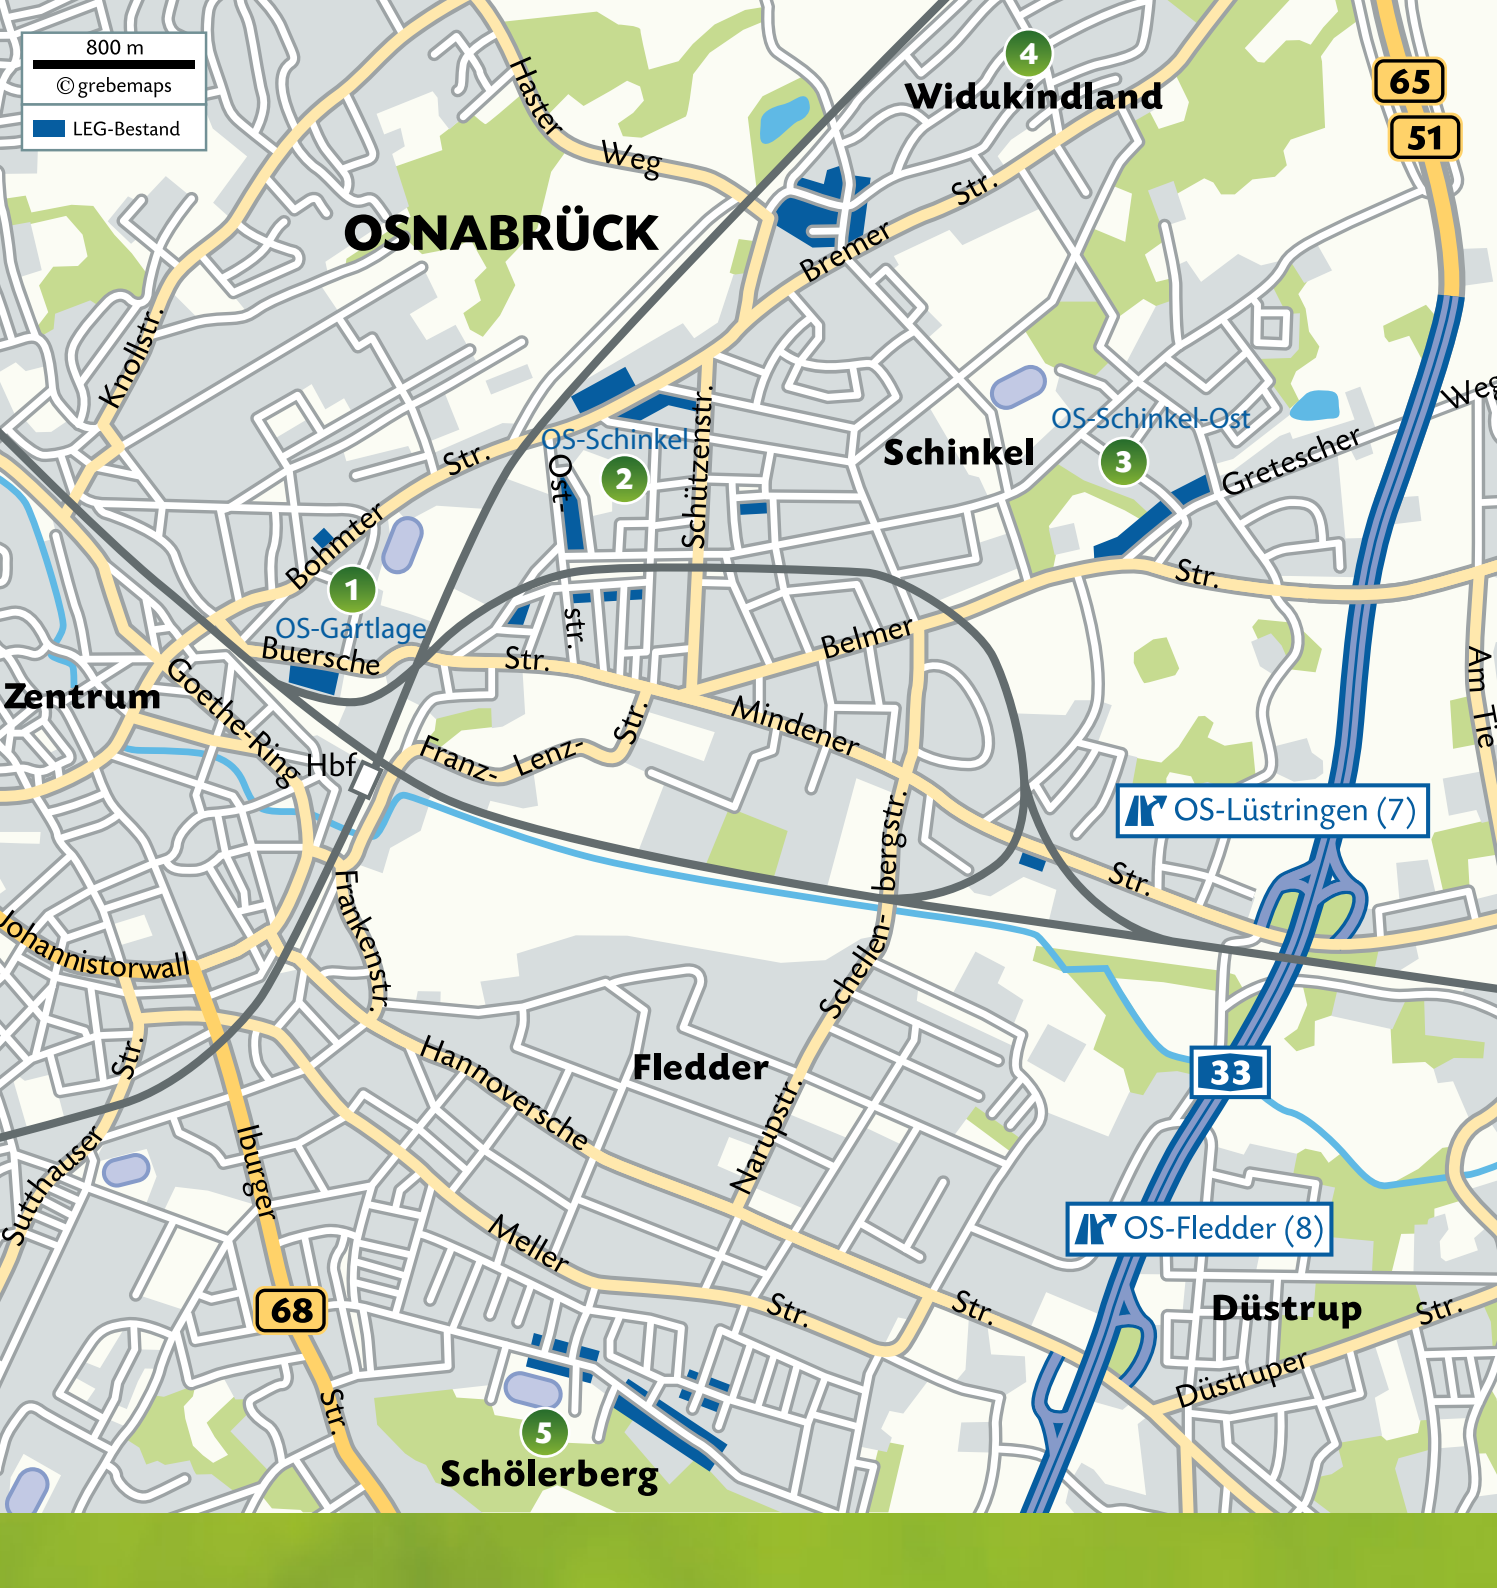 800 m
© grebemaps
LEG-Bestand
4
Widukindland
65
51
Haster
Weg
Str.
OSNABRÜCK
Bremer
Knollstr.
Weg
OS-Schinkel-Ost
OS-Schinkel
Schinkel
3
Gretescher
Str.
Ost-
2
Schützenstr.
Bohmter
Str.
1
OS-Gartlage
str.
Belmer
Buersche
Str.
Am Tie
Zentrum
Goethe-Ring
Mindener
Str.
Hbf
Franz-
Lenz-
OS-Lüstringen (7)
bergstr.
Str.
Frankenstr.
Johannistorwall
Schellen-
Str.
Hannoversche
Fledder
33
Narupstr.
Sutthauser
Iburger
Meller
OS-Fledder (8)
68
Str.
Str.
Düstrup
Str.
Düstruper
Str.
5
Schölerberg